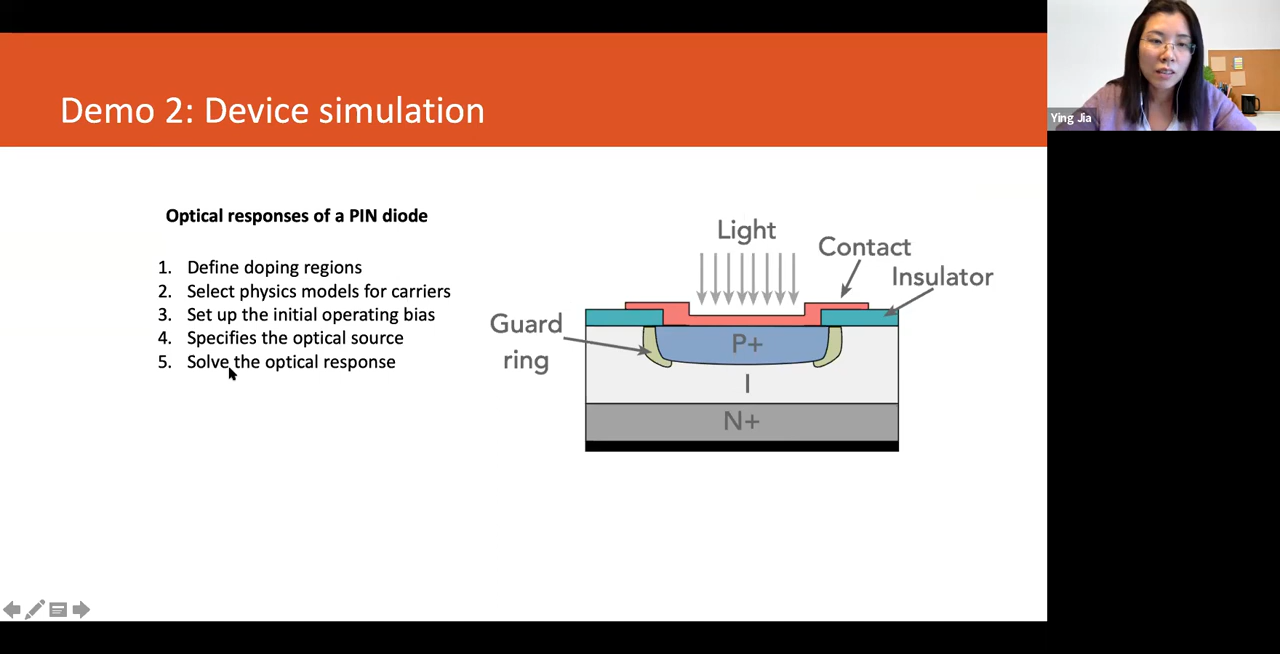 Demo 2: Device simulation
Ying Jia
Optical responses of a PIN diode
1. Define doping regions
2. Select physics models for carriers
3. Set up the initial operating bias
4. Specifies the optical source
5. Solve the optical response
Light
Contact
Insulator
Guard
ring
P+
I
N+